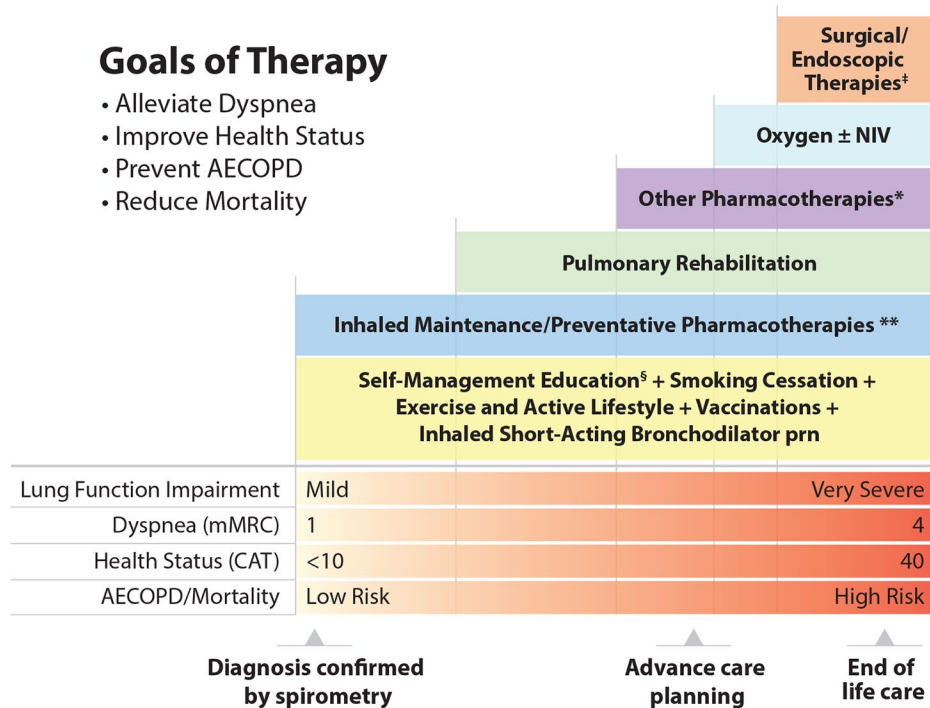 Goals of Therapy
• Alleviate Dyspnea
• Improve Health Status
• Prevent AECOPD
• Reduce Mortality
Surgical/
Endoscopic
Therapies‡
Oxygen ± NIV
Other Pharmacotherapies*
Pulmonary Rehabilitation
Inhaled Maintenance/Preventative Pharmacotherapies **
Self-Management Education§ + Smoking Cessation +
Exercise and Active Lifestyle + Vaccinations +
Inhaled Short-Acting Bronchodilator prn
Lung Function Impairment Mild Very Severe
Dyspnea (mMRC) 1 4
Health Status (CAT) <10 40
AECOPD/Mortality Low Risk High Risk
Diagnosis confirmed
by spirometry
Advance care
planning
End of
life care